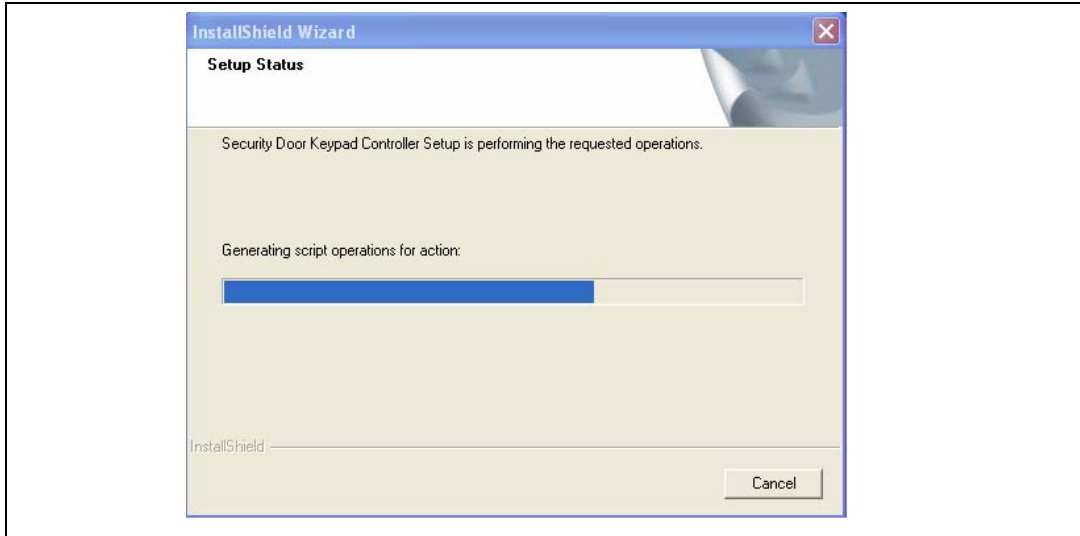 InstallShield Wizard
Setup Status
Security Door Keypad Controller Setup is performing the requested operations.
Generating script operations for action:
InstallShield
Cancel